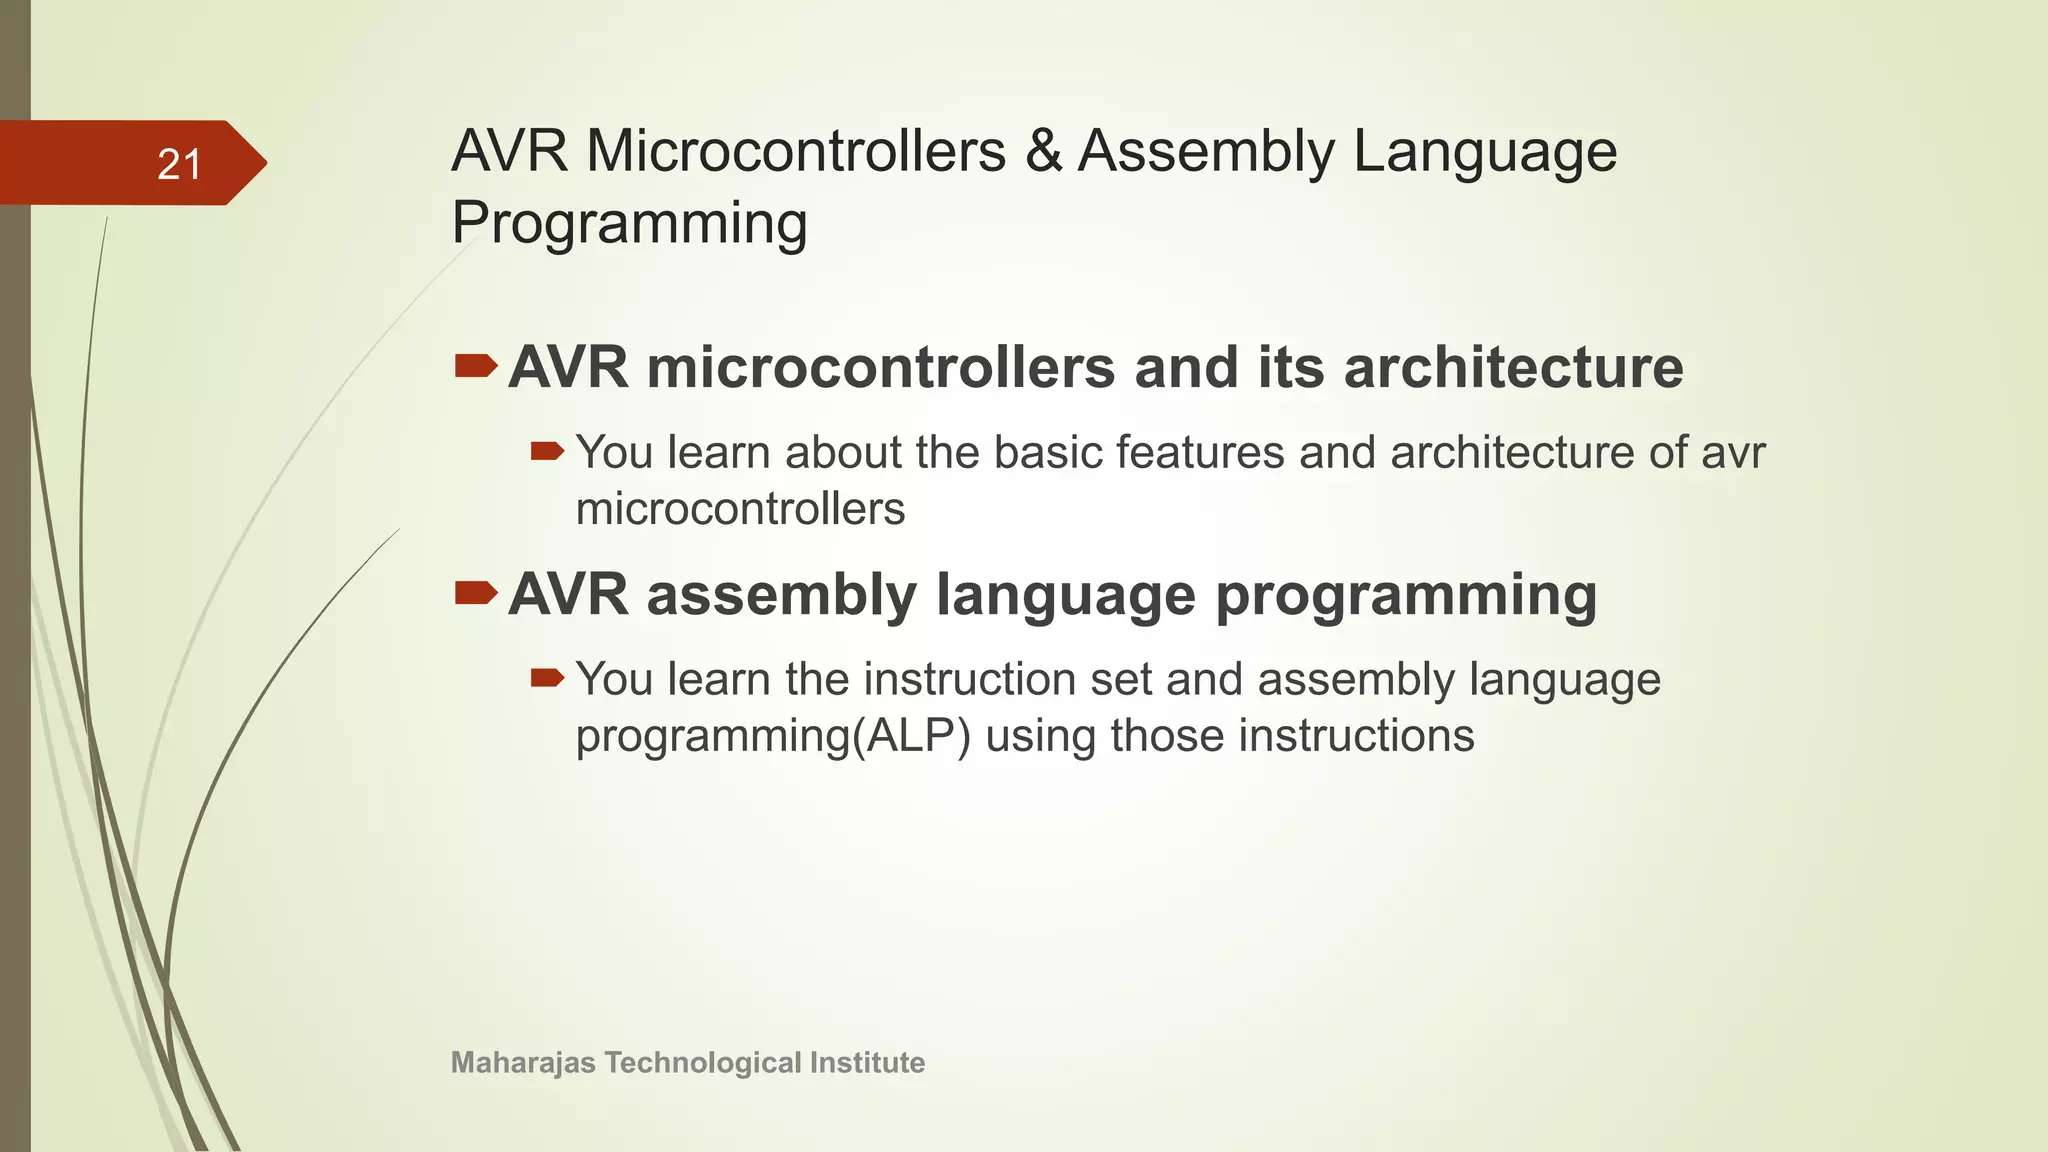 21
AVR Microcontrollers & Assembly Language
Programming
AVR microcontrollers and its architecture
You learn about the basic features and architecture of avr
microcontrollers
AVR assembly language programming
You learn the instruction set and assembly language
programming(ALP) using those instructions
Maharajas Technological Institute